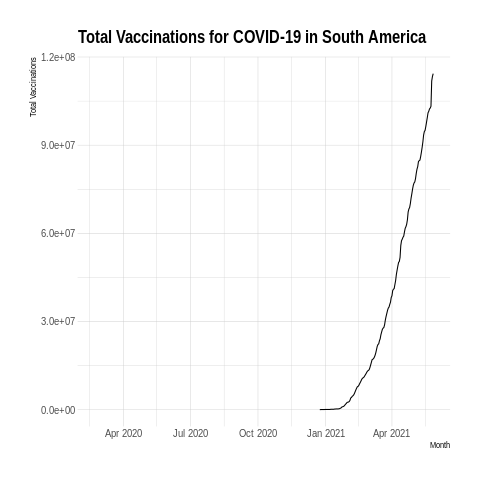 Total Vaccinations for COVID-19 in South America
Total Vaccinations
1.2e+08
9.0e+07
6.0e+07
3.0e+07
0.0e+00
Apr 2020 Jul 2020 Oct 2020 Jan 2021 Apr 2021
Month